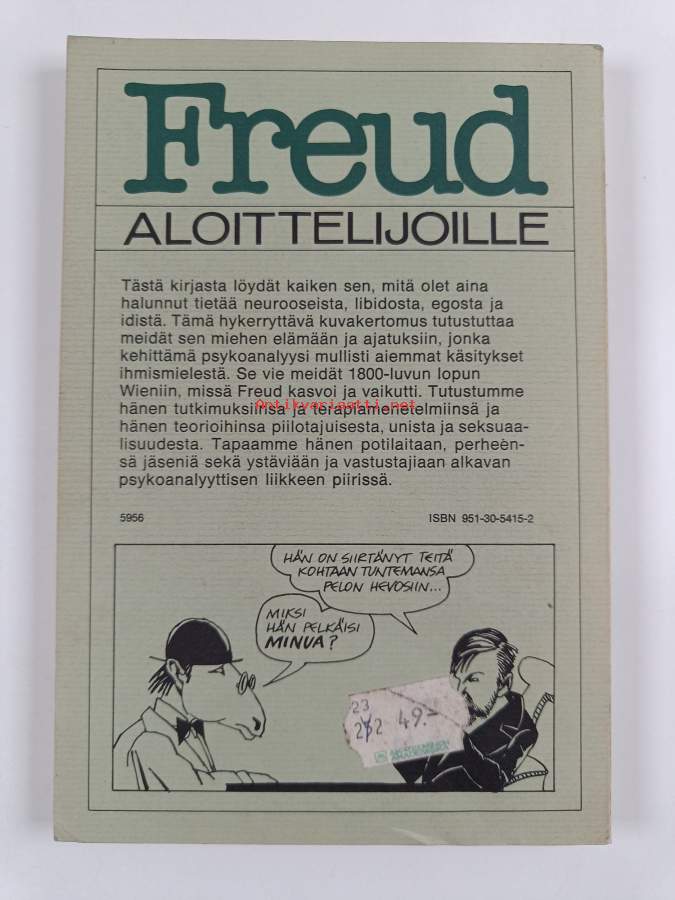 Freud
ALOITTELIJOILLE
Tästä kirjasta löydät kaiken sen, mitä olet aina
halunnut tietää neurooseista, libidosta, egosta ja
idistä. Tämä hykerryttävä kuvakertomus tutustuttaa
meidät sen miehen elämään ja ajatuksiin, jonka
kehittämä psykoanalyysi mullisti aiemmat käsitykset
ihmismielestä. Se vie meidät 1800-luvun lopun
Wieniin, missä Freud kasvoi ja vaikutti. Tutustumme
Antikvariaatti.net
hänen tutkimuksiinsa ja terapiamenetelmiinsä ja
hänen teorioihinsa piilotajuisesta, unista ja seksuaa-
lisuudesta. Tapaamme hänen potilaitaan, perheen-
sä jäseniä sekä ystäviään ja vastustajiaan alkavan
psykoanalyyttisen liikkeen piirissä.
5956 ISBN 951-30-5415-2
HÄN ON SIIRTÄNYT TEITÄ
KOHTAAN TUNTEMANSA
PELON HEVOSIIN...
MIKSI
HÄN PELKÄISI
MINUA?
23
49.-